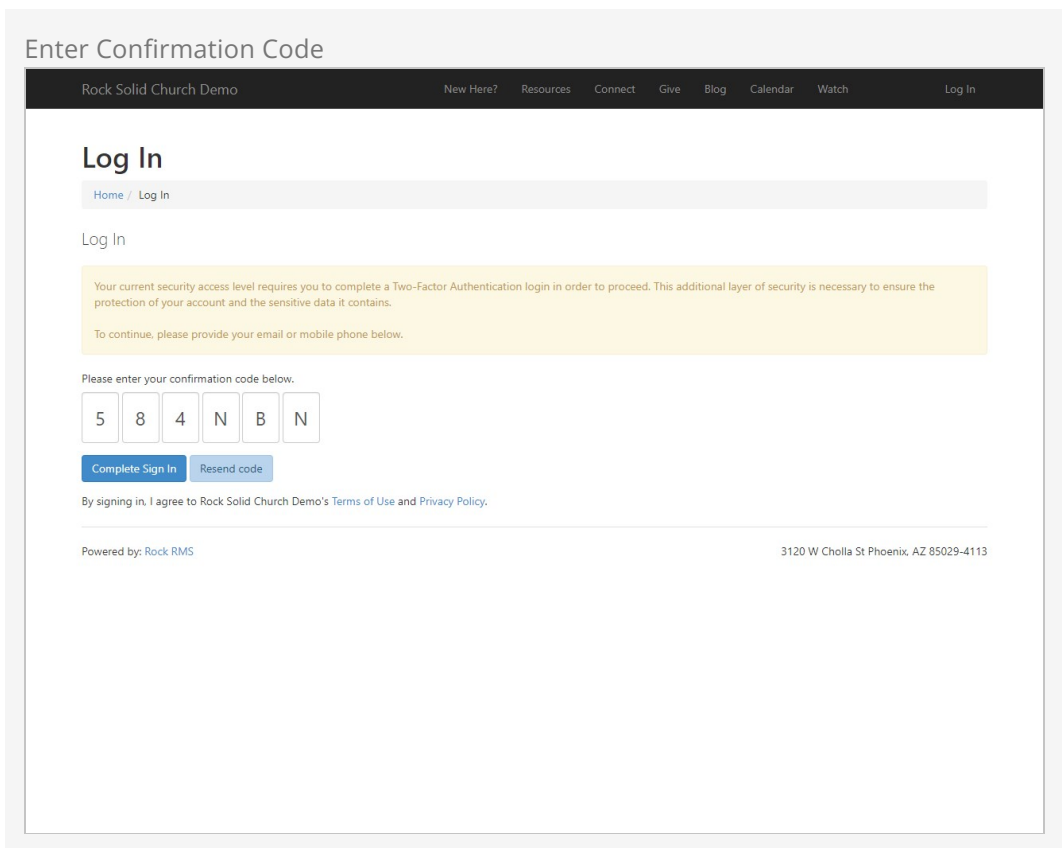 Enter Confirmation Code
Rock Solid Church Demo New Here? Resources Connect Give Blog Calendar Watch Log In
Log In
Home / Log In
Log In
Your current security access level requires you to complete a Two-Factor Authentication login in order to proceed. This additional layer of security is necessary to ensure the
protection of your account and the sensitive data it contains.
To continue, please provide your email or mobile phone below.
Please enter your confirmation code below.
5 8 4 N B N
Complete Sign In Resend code
By signing in, I agree to Rock Solid Church Demo's Terms of Use and Privacy Policy.
Powered by: Rock RMS 3120 W Cholla St Phoenix, AZ 85029-4113